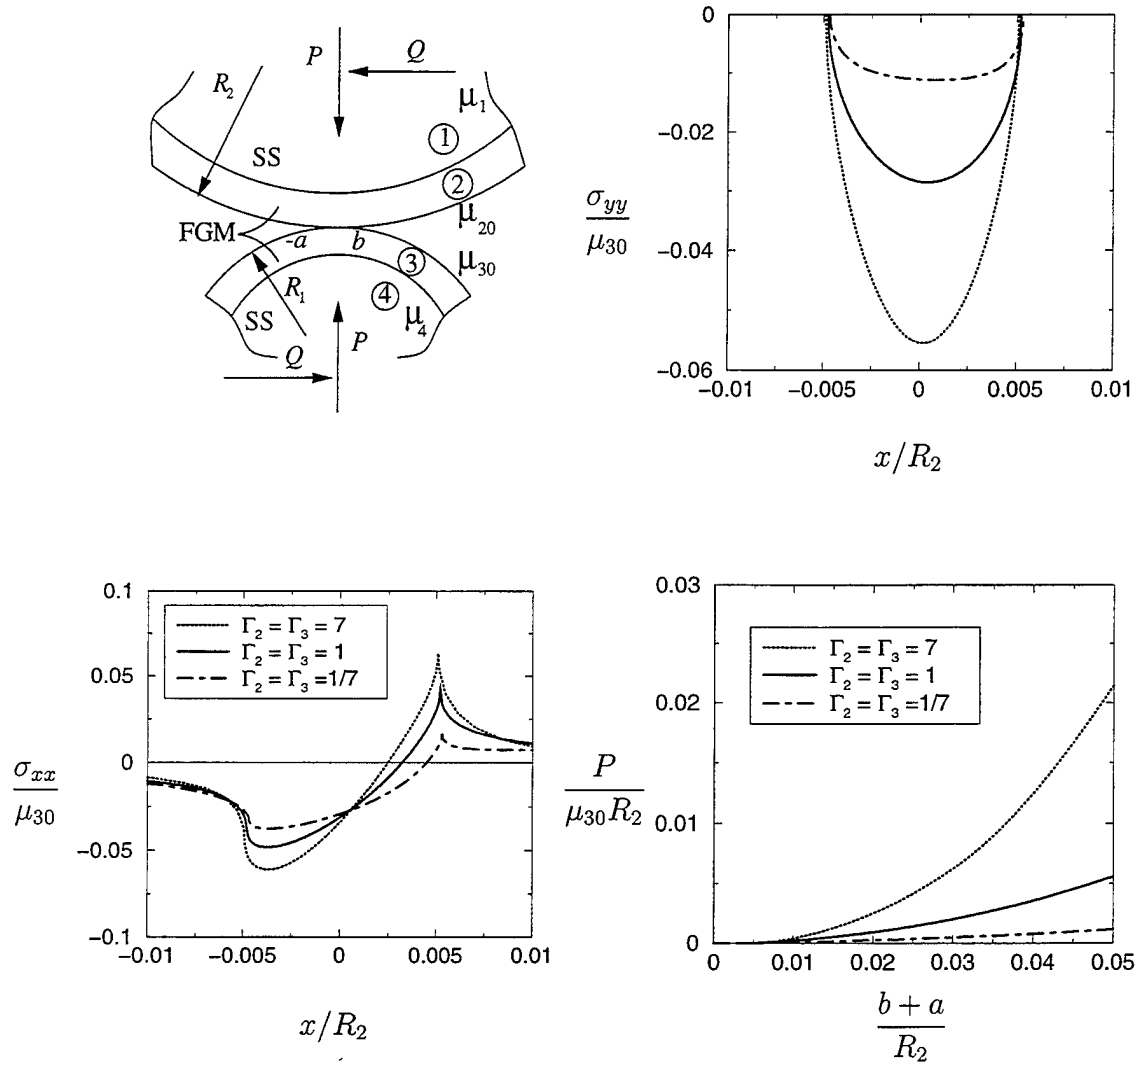 P
Q
R₂
μ₁
1
SS
2
μ₂₀
FGM
-a
b
3
μ₃₀
R₁
4
SS
μ₄
P
Q
0
−0.02
−0.04
−0.06
σyy
μ₃₀
−0.01
−0.005
0
0.005
0.01
x/R₂
0.1
0.05
0
−0.05
−0.1
σxx
μ₃₀
Γ₂ = Γ₃ = 7
Γ₂ = Γ₃ = 1
Γ₂ = Γ₃ =1/7
−0.01
−0.005
0
0.005
0.01
x/R₂
0.03
0.02
0.01
0
P
μ₃₀R₂
Γ₂ = Γ₃ = 7
Γ₂ = Γ₃ = 1
Γ₂ = Γ₃ =1/7
0
0.01
0.02
0.03
0.04
0.05
b + a
R₂